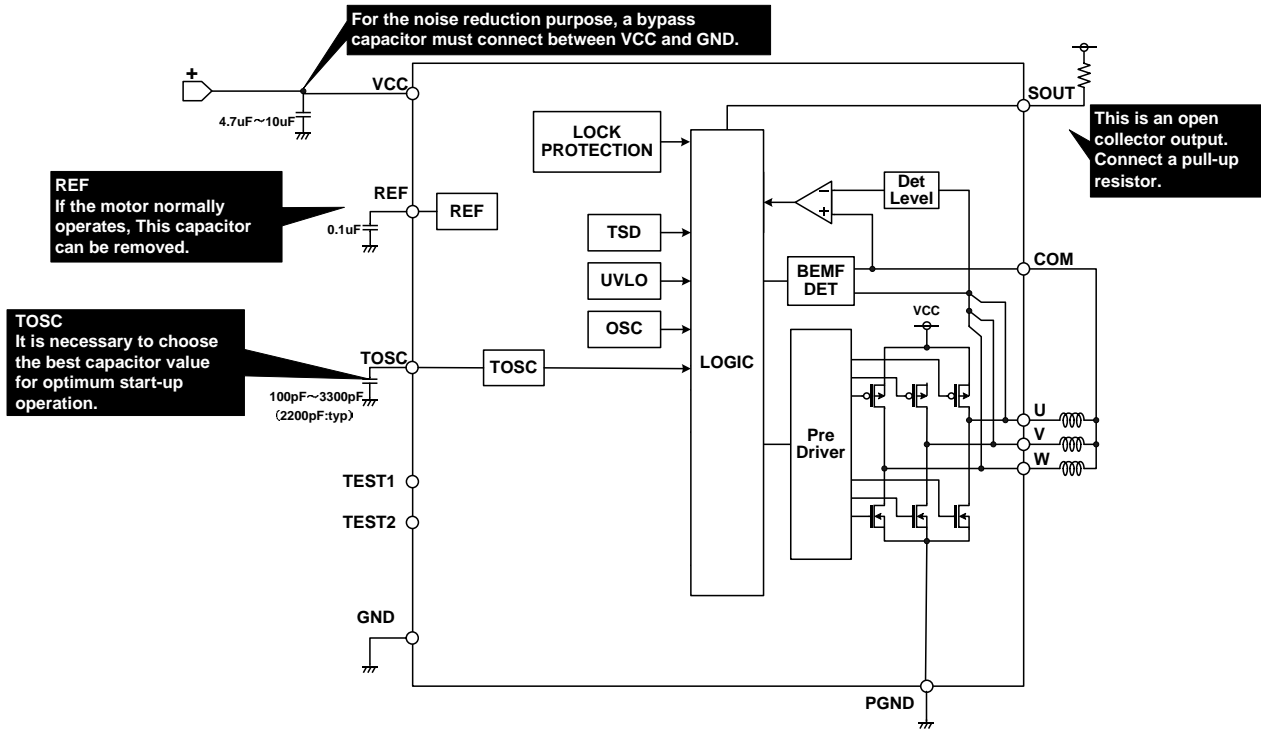 For the noise reduction purpose, a bypass
capacitor must connect between VCC and GND.
+
VCC
4.7uF～10uF
SOUT
This is an open
collector output.
Connect a pull-up
resistor.
LOCK
PROTECTION
REF
If the motor normally
operates, This capacitor
can be removed.
REF
REF
0.1uF
TSD
UVLO
OSC
LOGIC
Det
Level
−
+
BEMF
DET
COM
TOSC
It is necessary to choose
the best capacitor value
for optimum start-up
operation.
TOSC
TOSC
100pF～3300pF
(2200pF:typ)
VCC
Pre
Driver
U
V
W
TEST1
TEST2
GND
PGND